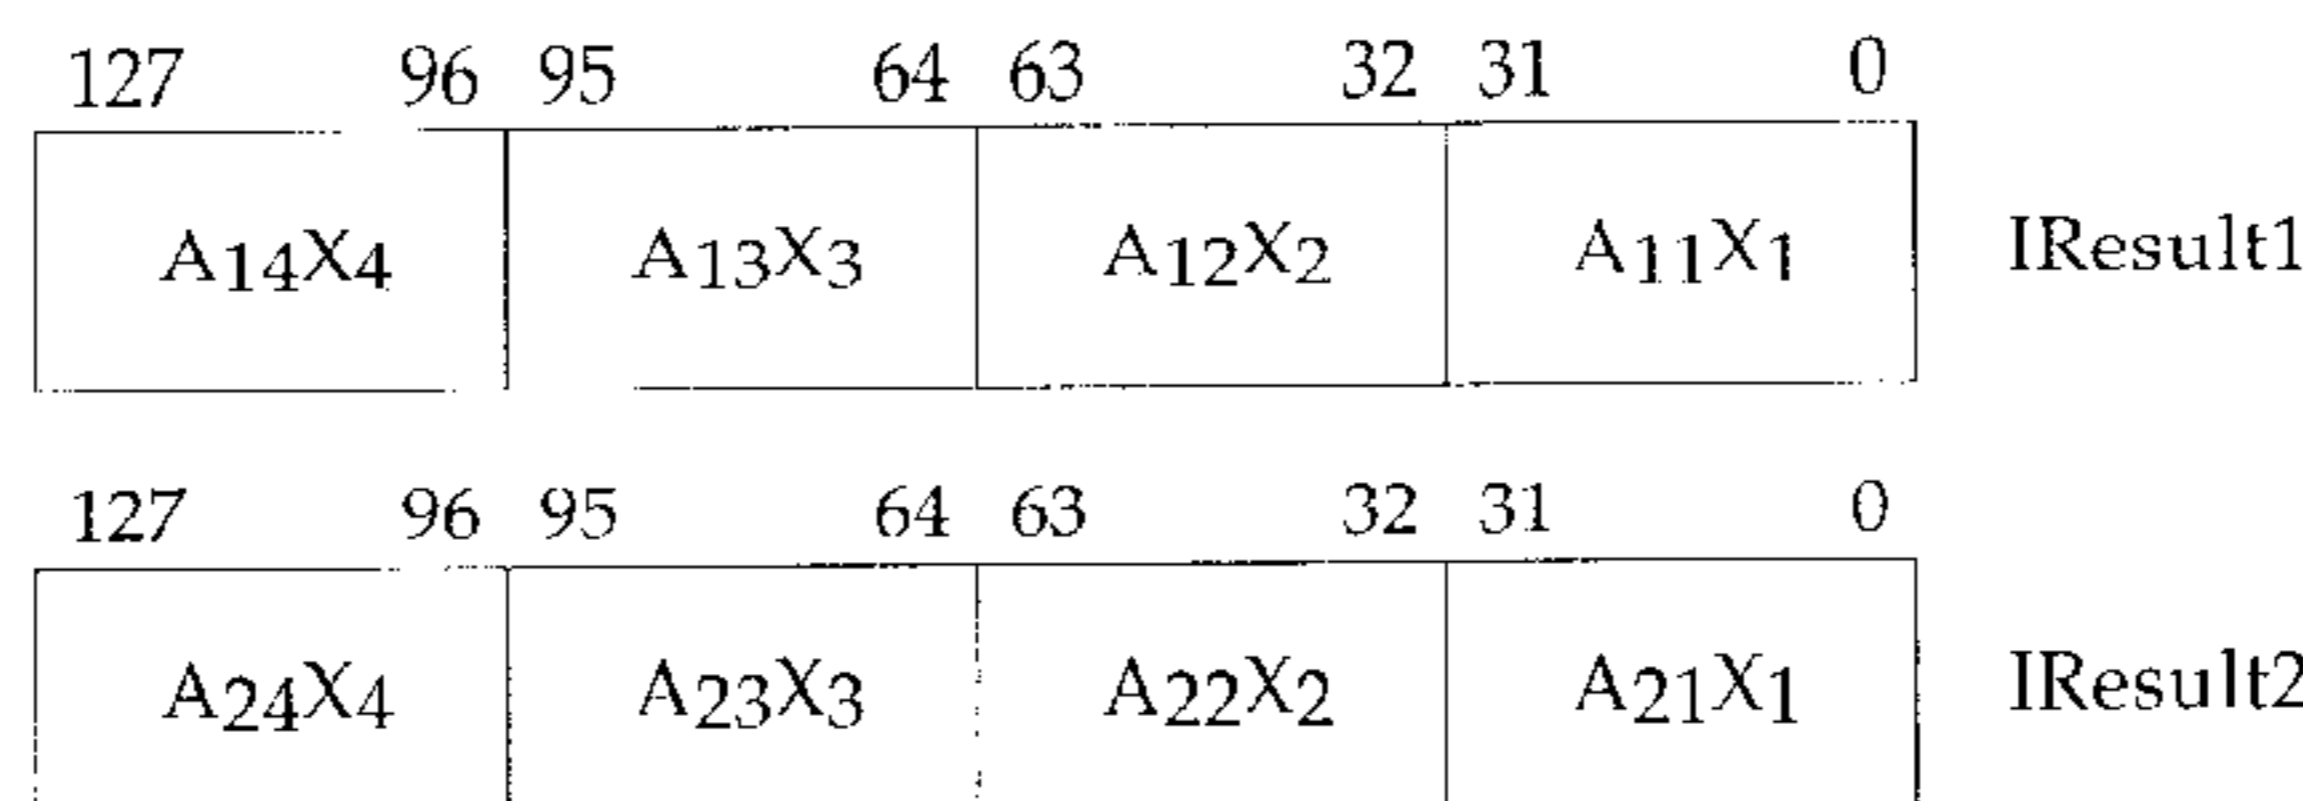 127 96 95 64 63 32 31 0
A14X4 A13X3 A12X2 A11X1 IResult1
127 96 95 64 63 32 31 0
A24X4 A23X3 A22X2 A21X1 IResult2